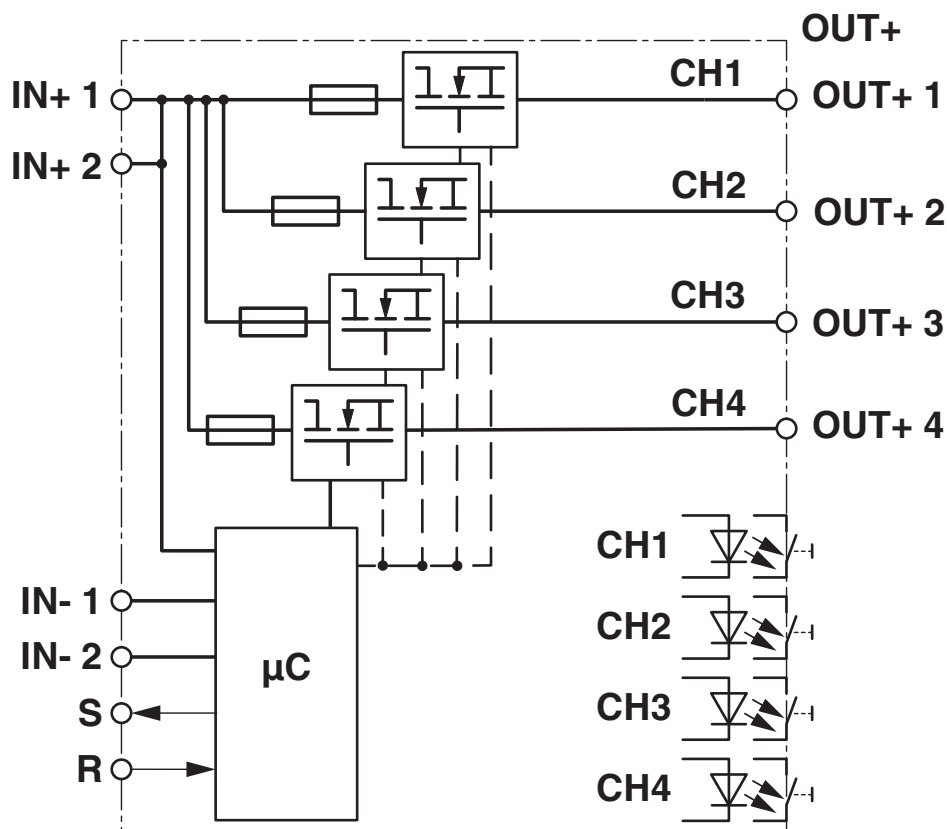 OUT+
IN+ 1
CH1
OUT+ 1
IN+ 2
CH2
OUT+ 2
CH3
OUT+ 3
CH4
OUT+ 4
CH1
IN- 1
CH2
IN- 2
µC
S
CH3
R
CH4